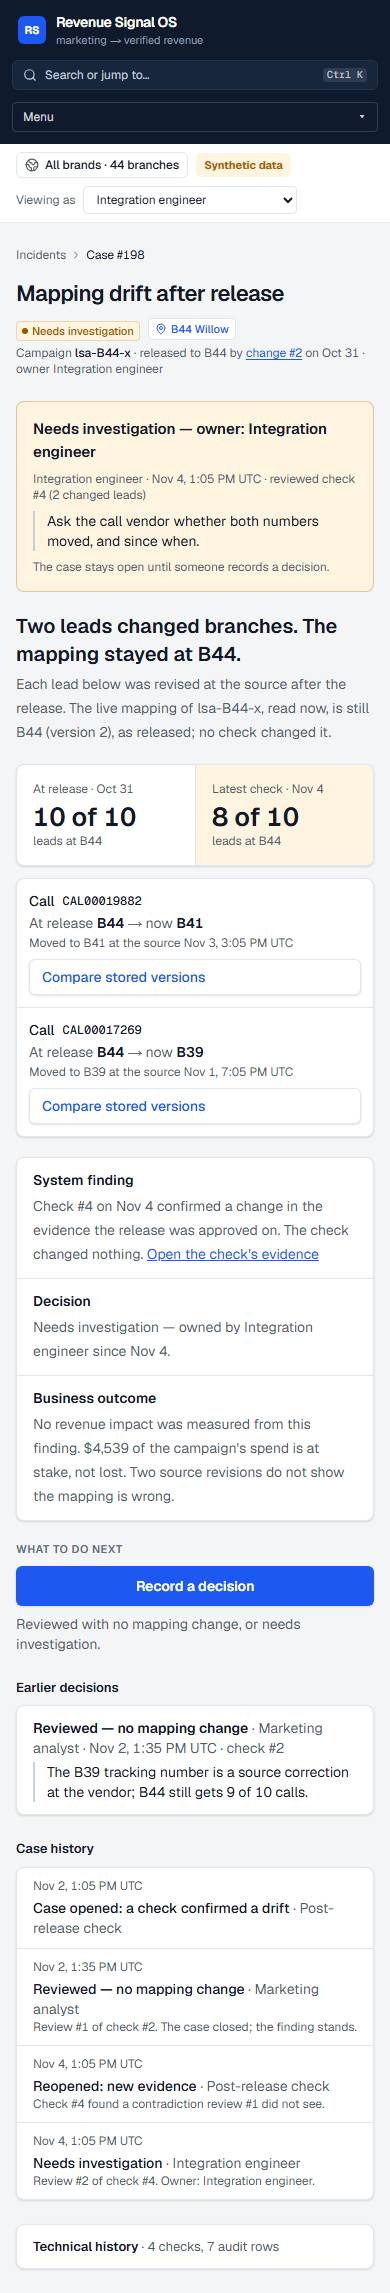 RS
Revenue Signal OS
marketing → verified revenue
Search or jump to... Ctrl K
Menu
All brands · 44 branches Synthetic data
Viewing as Integration engineer
Incidents > Case #198
Mapping drift after release
Needs investigation B44 Willow
Campaign lsa-B44-x · released to B44 by change #2 on Oct 31 ·
owner Integration engineer
Needs investigation — owner: Integration
engineer
Integration engineer · Nov 4, 1:05 PM UTC · reviewed check
#4 (2 changed leads)
Ask the call vendor whether both numbers
moved, and since when.
The case stays open until someone records a decision.
Two leads changed branches. The
mapping stayed at B44.
Each lead below was revised at the source after the
release. The live mapping of lsa-B44-x, read now, is still
B44 (version 2), as released; no check changed it.
At release · Oct 31
10 of 10
leads at B44
Latest check · Nov 4
8 of 10
leads at B44
Call CAL00019882
At release B44 → now B41
Moved to B41 at the source Nov 3, 3:05 PM UTC
Compare stored versions
Call CAL00017269
At release B44 → now B39
Moved to B39 at the source Nov 1, 7:05 PM UTC
Compare stored versions
System finding
Check #4 on Nov 4 confirmed a change in the
evidence the release was approved on. The check
changed nothing. Open the check's evidence
Decision
Needs investigation — owned by Integration
engineer since Nov 4.
Business outcome
No revenue impact was measured from this
finding. $4,539 of the campaign's spend is at
stake, not lost. Two source revisions do not show
the mapping is wrong.
WHAT TO DO NEXT
Record a decision
Reviewed with no mapping change, or needs
investigation.
Earlier decisions
Reviewed — no mapping change · Marketing
analyst · Nov 2, 1:35 PM UTC · check #2
The B39 tracking number is a source correction
at the vendor; B44 still gets 9 of 10 calls.
Case history
Nov 2, 1:05 PM UTC
Case opened: a check confirmed a drift · Post-
release check
Nov 2, 1:35 PM UTC
Reviewed — no mapping change · Marketing
analyst
Review #1 of check #2. The case closed; the finding stands.
Nov 4, 1:05 PM UTC
Reopened: new evidence · Post-release check
Check #4 found a contradiction review #1 did not see.
Nov 4, 1:05 PM UTC
Needs investigation · Integration engineer
Review #2 of check #4. Owner: Integration engineer.
Technical history · 4 checks, 7 audit rows